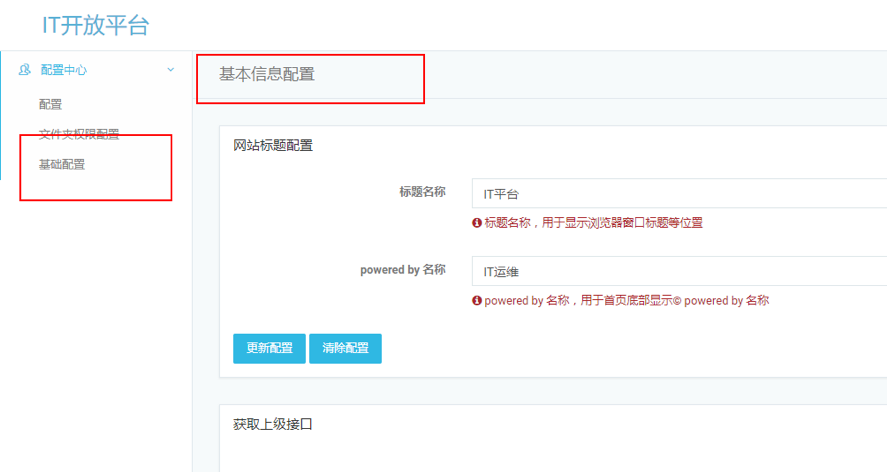 IT开放平台
配置中心
配置
文件夹权限配置
基础配置
基本信息配置
网站标题配置
标题名称
IT平台
标题名称，用于显示浏览器窗口标题等位置
powered by 名称
IT运维
powered by 名称，用于首页底部显示© powered by 名称
更新配置
清除配置
获取上级接口